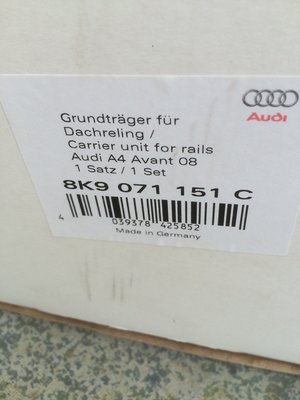 Audi
Grundträger für
Dachreling /
Carrier unit for rails
Audi A4 Avant 08
1 Satz / 1 Set
8K9 071 151 C
4 039378 425852
Made in Germany